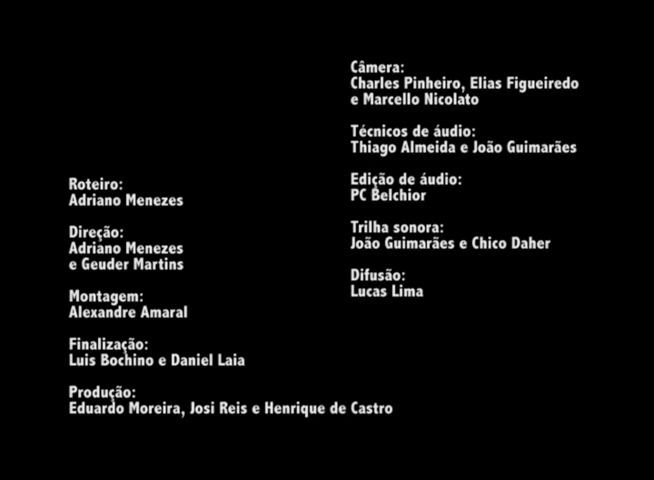 Roteiro:
Adriano Menezes
Direção:
Adriano Menezes
e Geuder Martins
Montagem:
Alexandre Amaral
Finalização:
Luis Bochino e Daniel Laia
Produção:
Eduardo Moreira, Josi Reis e Henrique de Castro
Câmera:
Charles Pinheiro, Elias Figueiredo
e Marcello Nicolato
Técnicos de áudio:
Thiago Almeida e João Guimarães
Edição de áudio:
PC Belchior
Trilha sonora:
João Guimarães e Chico Daher
Difusão:
Lucas Lima